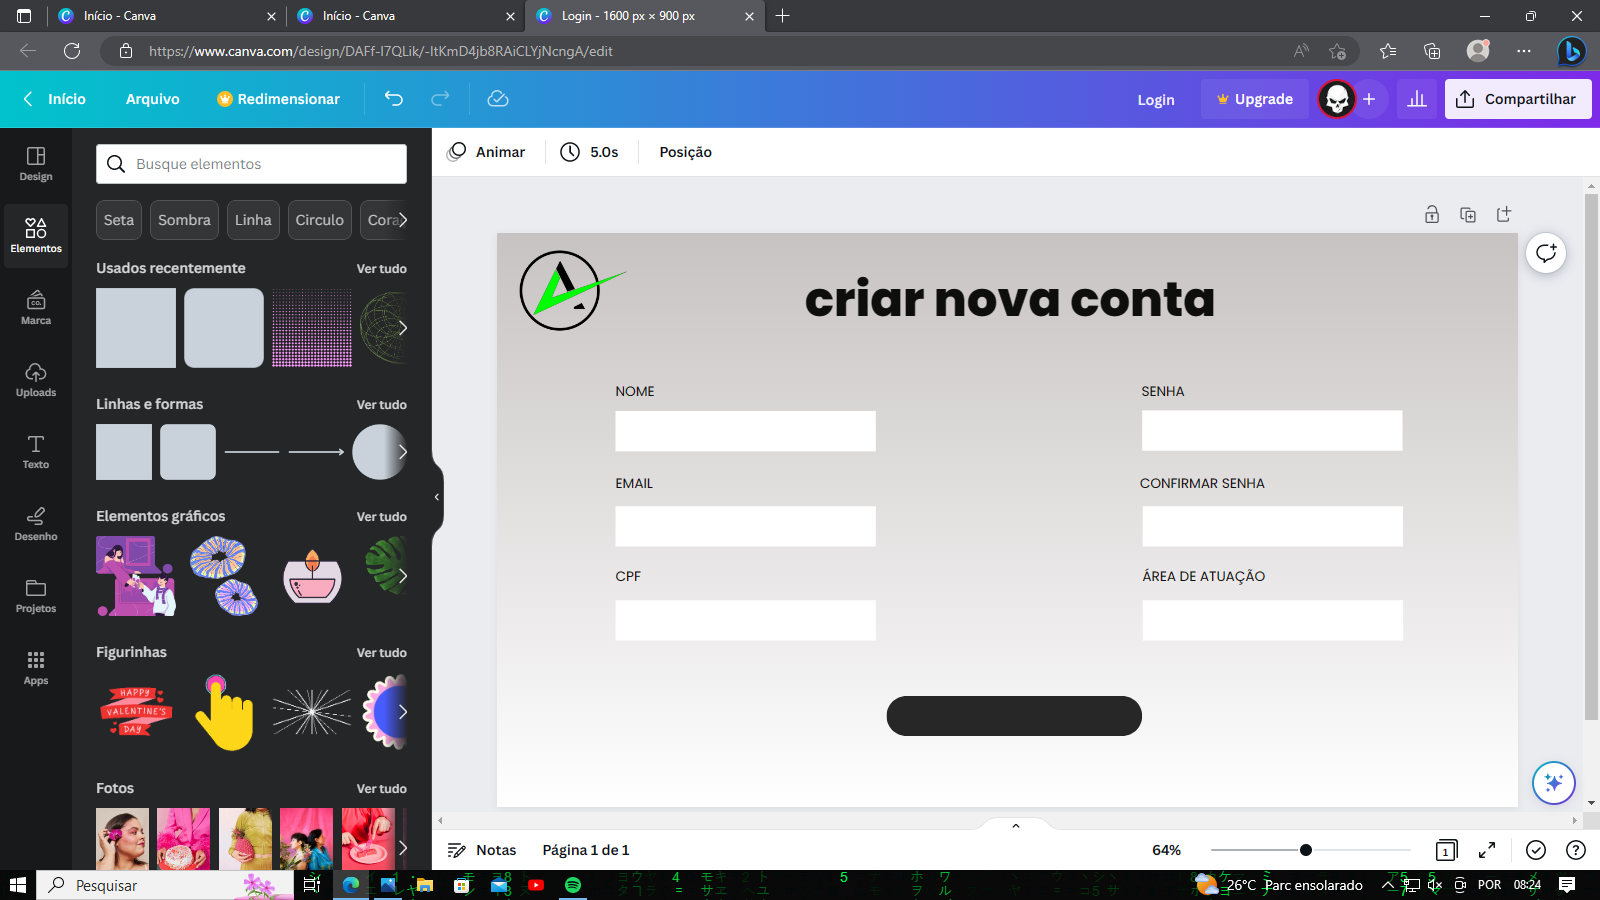 Início - Canva
Início - Canva
Login - 1600 px × 900 px
https://www.canva.com/design/DAFf-I7QLik/-ItKmD4jb8RAiCLYjNcngA/edit
Início
Arquivo
Redimensionar
Login
Upgrade
Compartilhar
Animar
5.0s
Posição
Design
Elementos
Marca
Uploads
Texto
Desenho
Projetos
Apps
Busque elementos
Seta
Sombra
Linha
Circulo
Cora
Usados recentemente
Ver tudo
Linhas e formas
Ver tudo
Elementos gráficos
Ver tudo
Figurinhas
Ver tudo
HAPPY
VALENTINE'S
DAY
Fotos
Ver tudo
criar nova conta
NOME
SENHA
EMAIL
CONFIRMAR SENHA
CPF
ÁREA DE ATUAÇÃO
Notas
Página 1 de 1
64%
1
Pesquisar
26°C
Parc ensolarado
POR
08:24